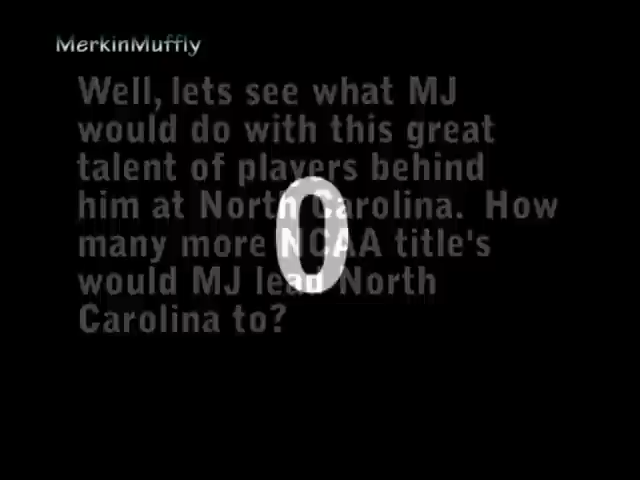 MerkinMuffly
Well, lets see what MJ
would do with this great
talent of players behind
him at North Carolina. How
many more NCAA title's
would MJ lead North
Carolina to?
0